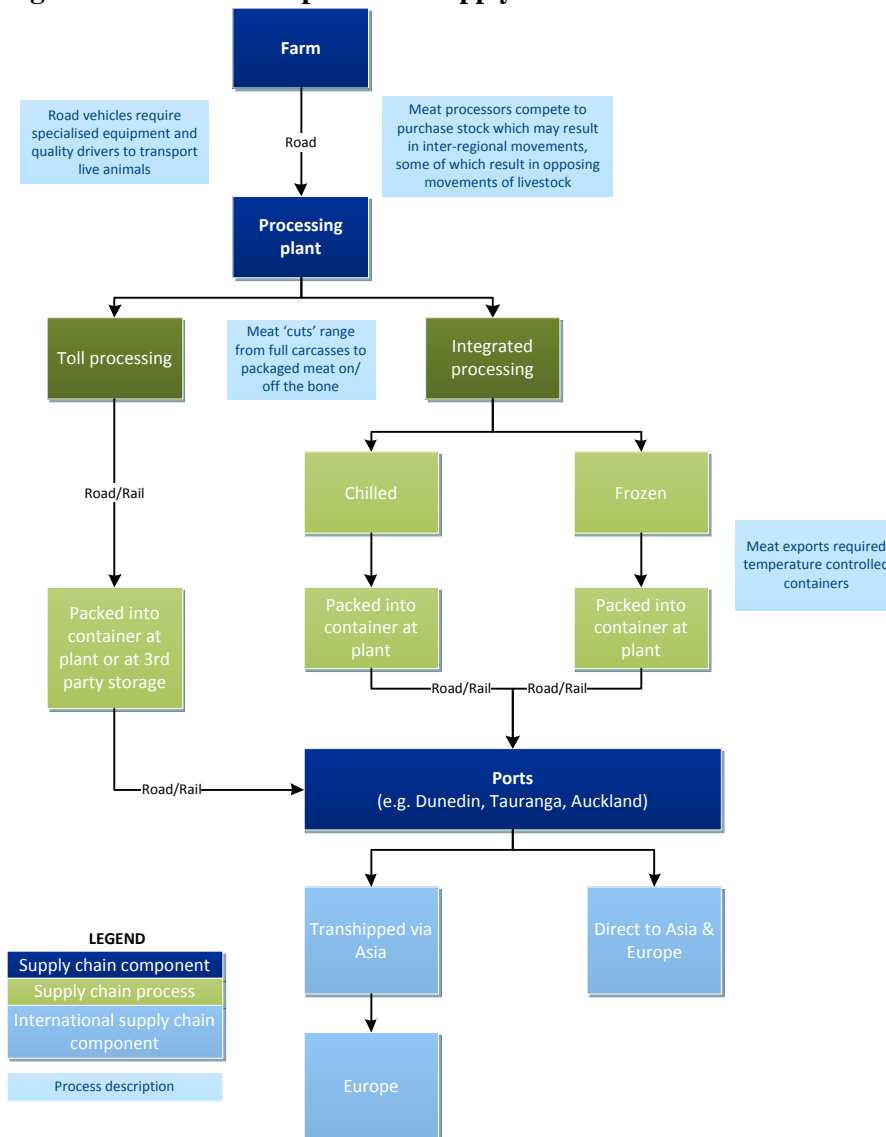 Farm
Road vehicles require
specialised equipment and
quality drivers to transport
live animals
Road
Meat processors compete to
purchase stock which may result
in inter-regional movements,
some of which result in opposing
movements of livestock
Processing
plant
Toll processing
Meat ‘cuts’ range
from full carcasses to
packaged meat on/
off the bone
Integrated
processing
Road/Rail
Chilled
Frozen
Meat exports required
temperature controlled
containers
Packed into
container at
plant or at 3rd
party storage
Packed into
container at
plant
Packed into
container at
plant
Road/Rail
Road/Rail
Road/Rail
Ports
(e.g. Dunedin, Tauranga, Auckland)
Transhipped via
Asia
Direct to Asia &
Europe
Europe
LEGEND
Supply chain component
Supply chain process
International supply chain
component
Process description